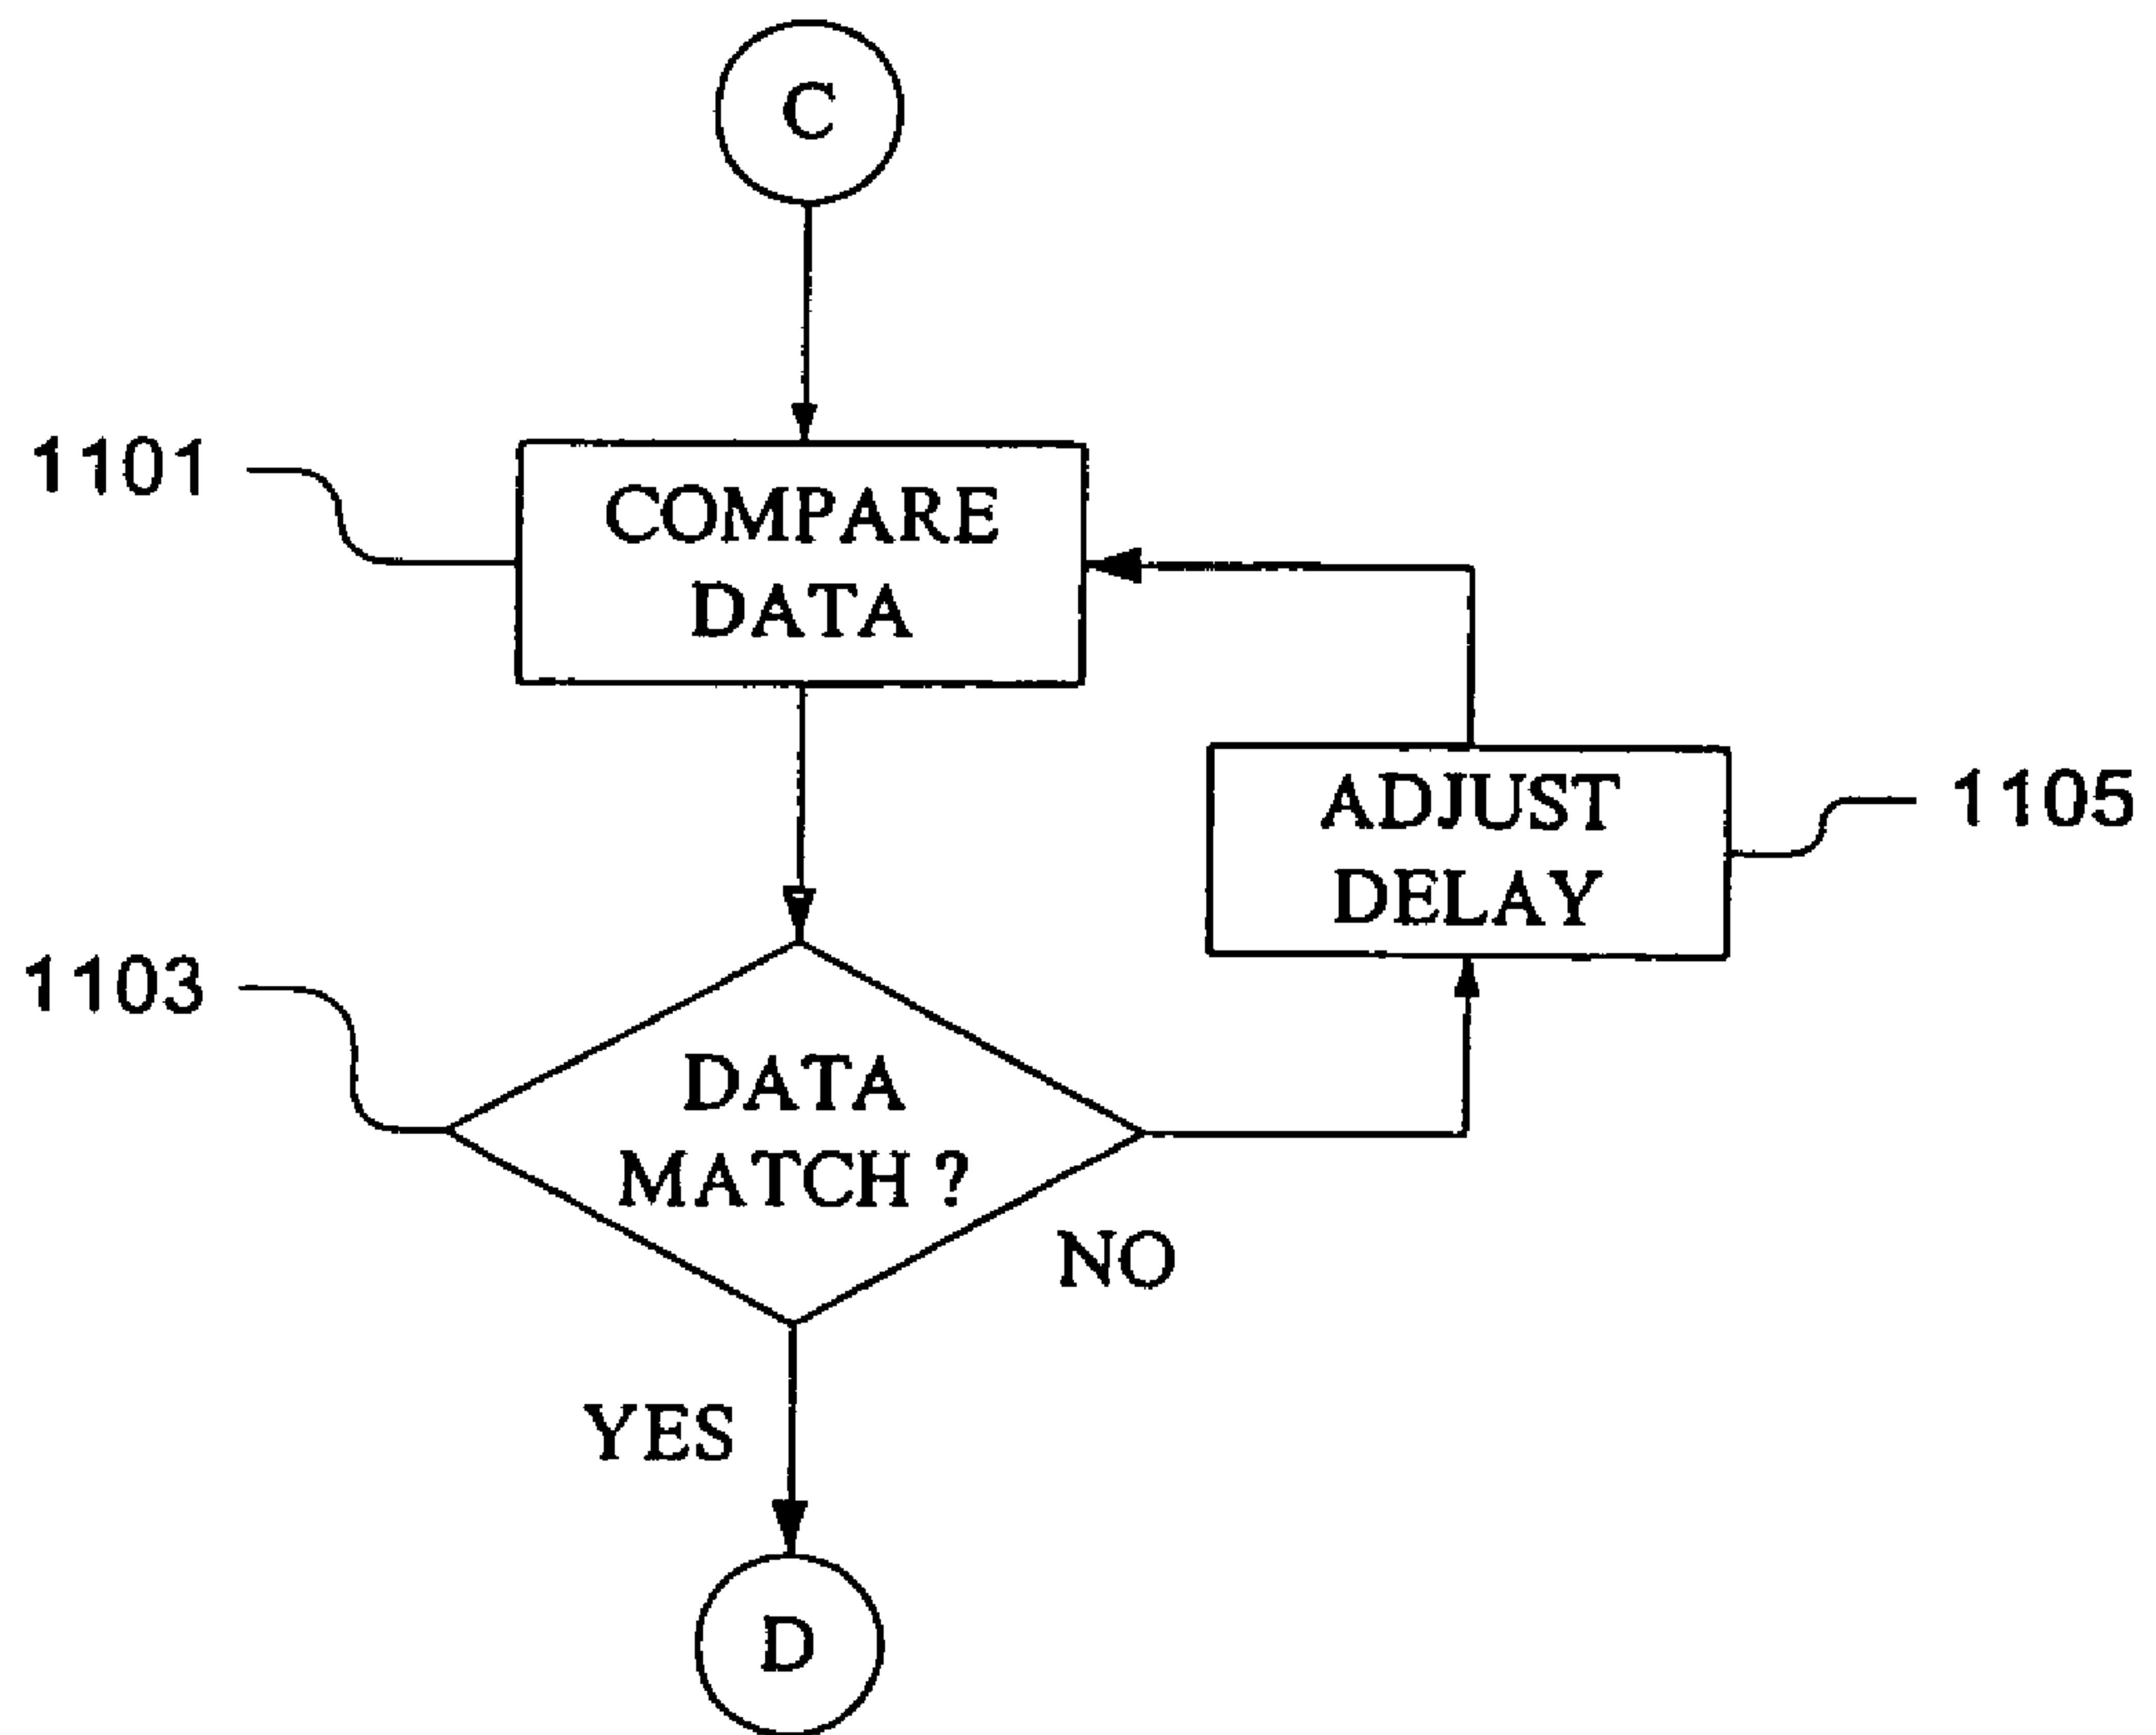 C
1101
COMPARE
DATA
ADJUST
DELAY
1105
1103
DATA
MATCH ?
NO
YES
D